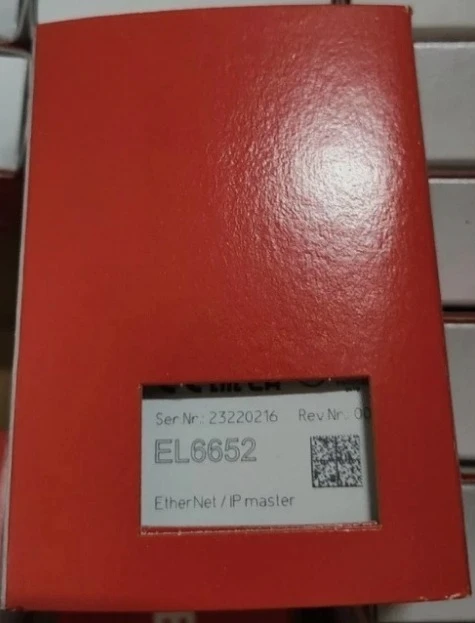 Ser Nr.: 23220216 Rev Nr.: 00
EL6652
EtherNet / IP master